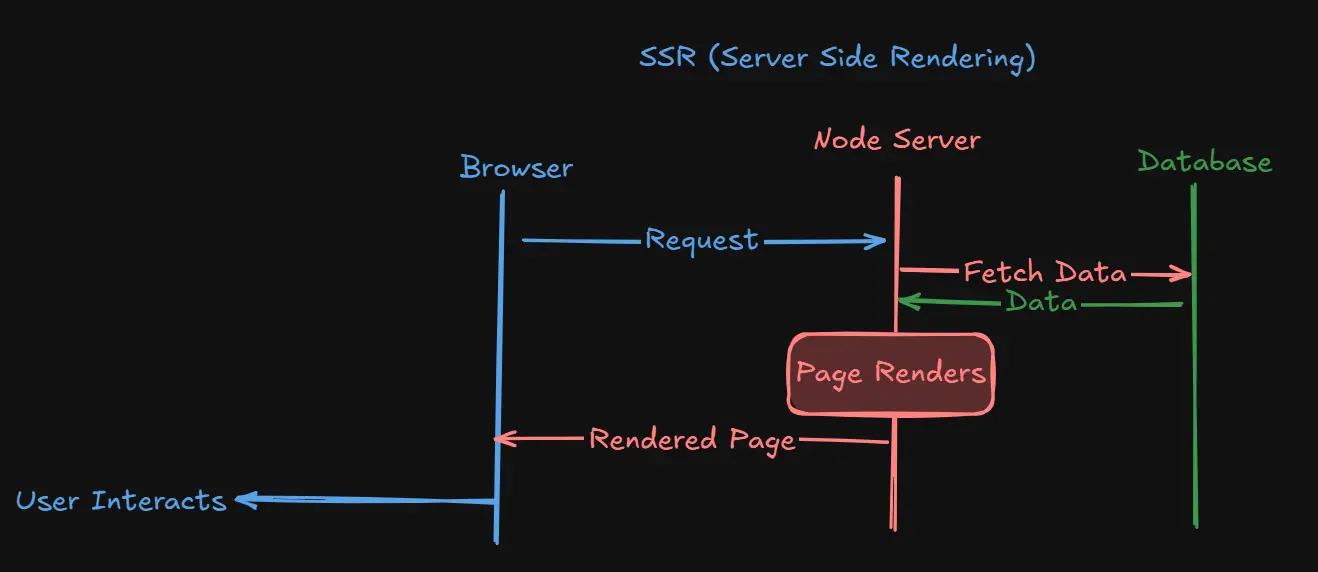 SSR (Server Side Rendering)
Node Server
Browser
Database
Request
Fetch Data
Data
Page Renders
Rendered Page
User Interacts